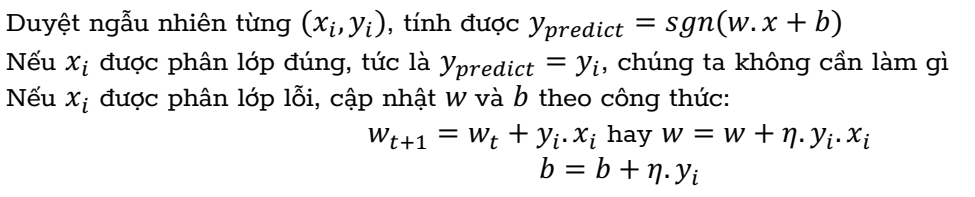 Duyệt ngẫu nhiên từng (xᵢ, yᵢ), tính được y_predict = sgn(w.x + b)
Nếu xᵢ được phân lớp đúng, tức là y_predict = yᵢ, chúng ta không cần làm gì
Nếu xᵢ được phân lớp lỗi, cập nhật w và b theo công thức:
wₜ₊₁ = wₜ + yᵢ.xᵢ hay w = w + η.yᵢ.xᵢ
b = b + η.yᵢ